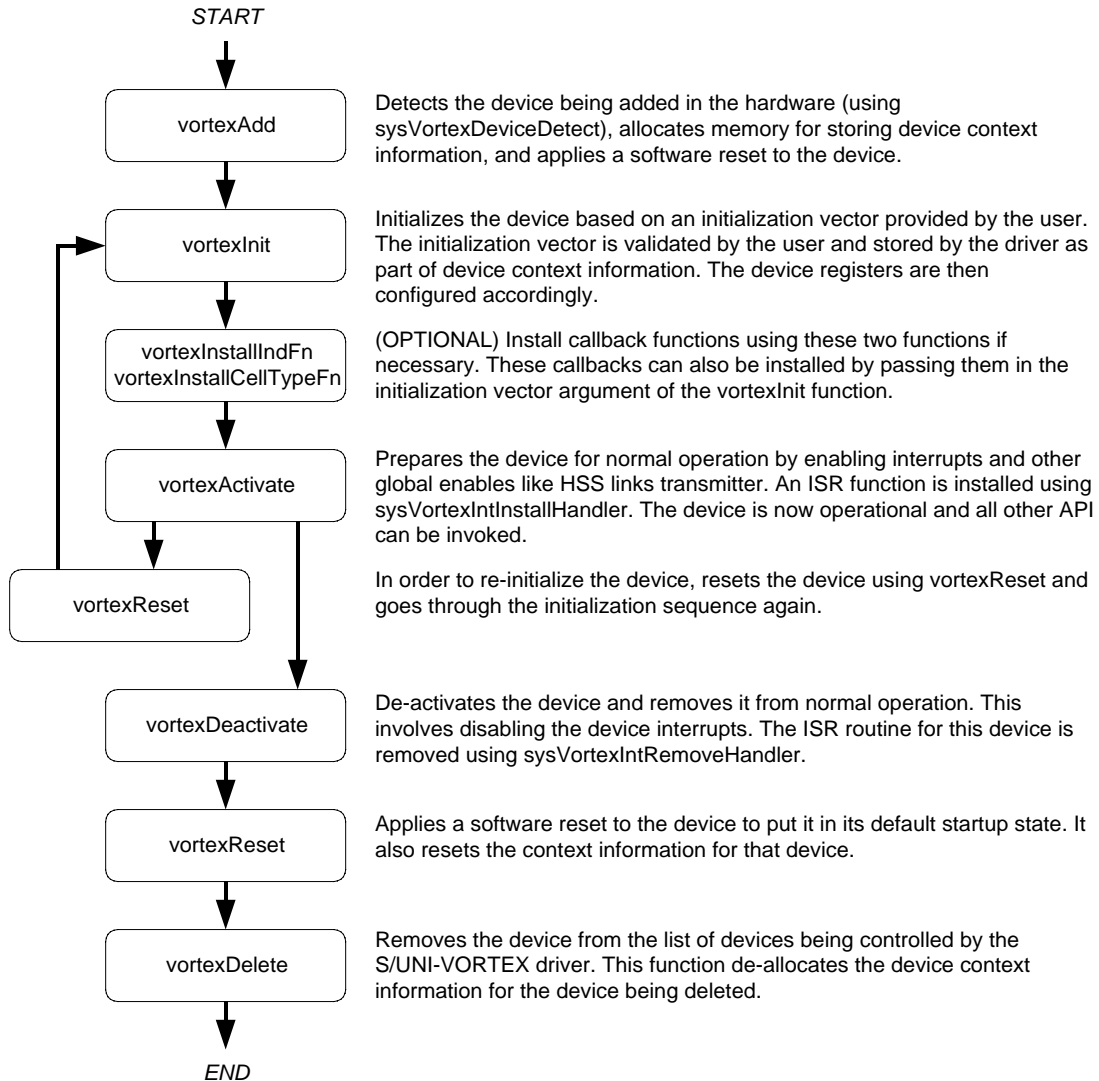 START
vortexAdd
Detects the device being added in the hardware (using
sysVortexDeviceDetect), allocates memory for storing device context
information, and applies a software reset to the device.
vortexInit
Initializes the device based on an initialization vector provided by the user.
The initialization vector is validated by the user and stored by the driver as
part of device context information. The device registers are then
configured accordingly.
vortexInstallIndFn
vortexInstallCellTypeFn
(OPTIONAL) Install callback functions using these two functions if
necessary. These callbacks can also be installed by passing them in the
initialization vector argument of the vortexInit function.
vortexActivate
Prepares the device for normal operation by enabling interrupts and other
global enables like HSS links transmitter. An ISR function is installed using
sysVortexIntInstallHandler. The device is now operational and all other API
can be invoked.
vortexReset
In order to re-initialize the device, resets the device using vortexReset and
goes through the initialization sequence again.
vortexDeactivate
De-activates the device and removes it from normal operation. This
involves disabling the device interrupts. The ISR routine for this device is
removed using sysVortexIntRemoveHandler.
vortexReset
Applies a software reset to the device to put it in its default startup state. It
also resets the context information for that device.
vortexDelete
Removes the device from the list of devices being controlled by the
S/UNI-VORTEX driver. This function de-allocates the device context
information for the device being deleted.
END